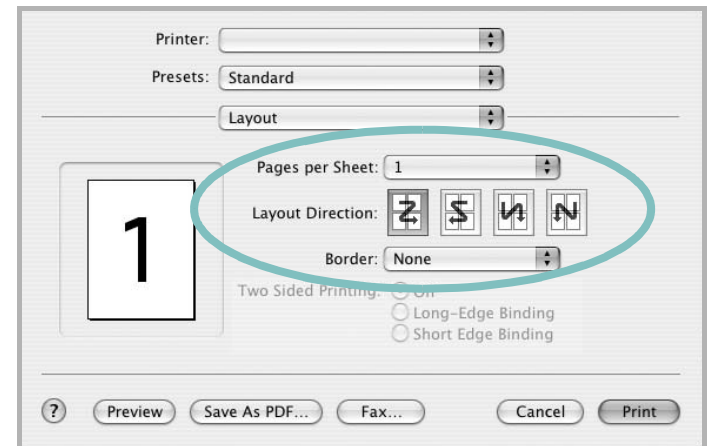 Printer:
Presets: Standard
Layout
Pages per Sheet: 1
Layout Direction:
Border: None
1
Two Sided Printing: Off
Long-Edge Binding
Short Edge Binding
? Preview Save As PDF... Fax... Cancel Print